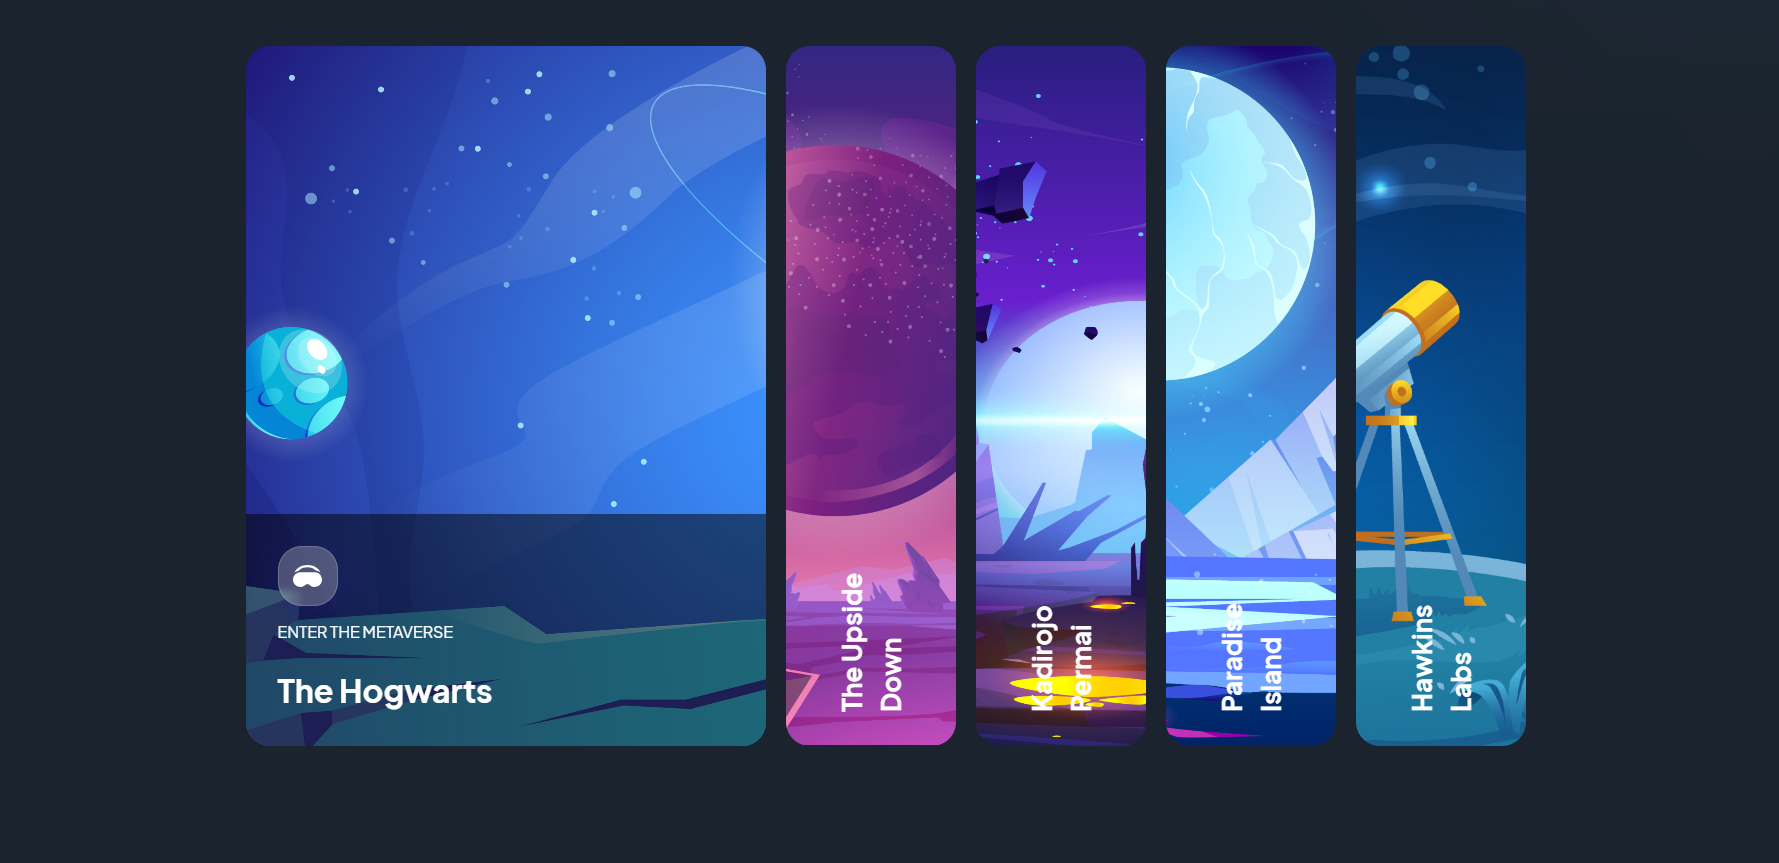 ENTER THE METAVERSE
The Hogwarts
The Upside
Down
Kadirojo
Permai
Paradise
Island
Hawkins
Labs